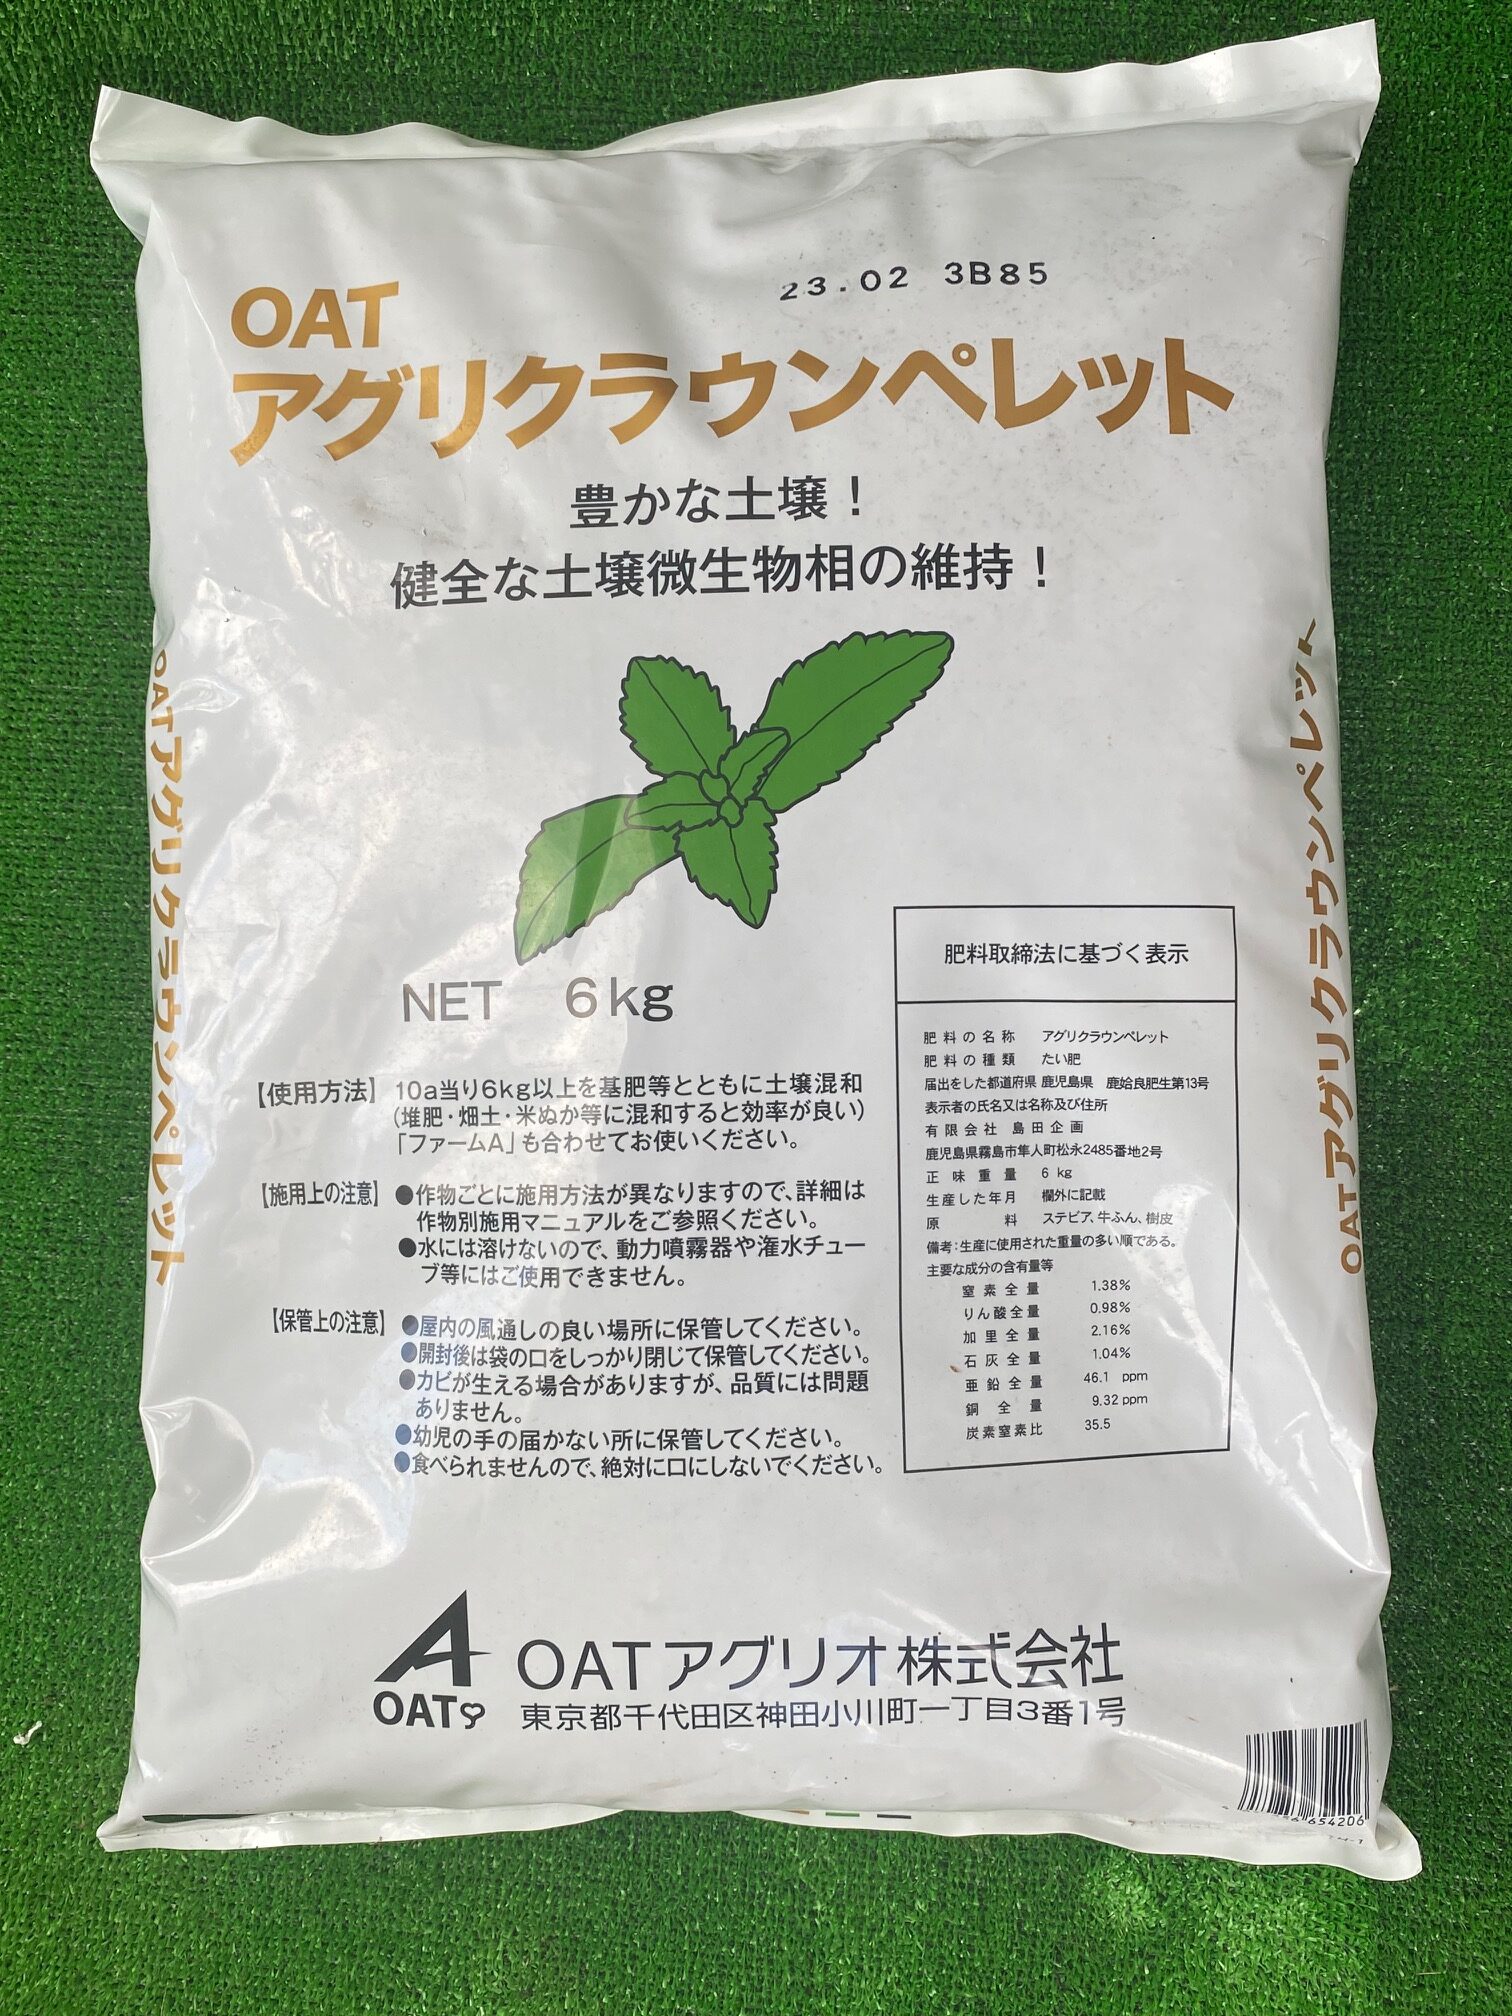 23.02 3B85
OAT
アグリクラウンペレット
豊かな土壌！
健全な土壌微生物相の維持！
OATアグリクラウンペレット
OATアグリクラウンペレット
NET 6kg
【使用方法】 10a当り6kg以上を基肥等とともに土壌混和
(堆肥・畑土・米ぬか等に混和すると効率が良い)
「ファームA」も合わせてお使いください。
【施用上の注意】 ●作物ごとに施用方法が異なりますので、詳細は
作物別施用マニュアルをご参照ください。
●水には溶けないので、動力噴霧器や潅水チュー
ブ等にはご使用できません。
【保管上の注意】 ●屋内の風通しの良い場所に保管してください。
●開封後は袋の口をしっかり閉じて保管してください。
●カビが生える場合がありますが、品質には問題
ありません。
●幼児の手の届かない所に保管してください。
●食べられませんので、絶対に口にしないでください。
肥料取締法に基づく表示
肥料の名称 アグリクラウンペレット
肥料の種類 たい肥
届出をした都道府県 鹿児島県 鹿姶良肥生第13号
表示者の氏名又は名称及び住所
有限会社 島田企画
鹿児島県霧島市隼人町松永2485番地2号
正味重量 6 kg
生産した年月 欄外に記載
原料 ステビア、牛ふん、樹皮
備考：生産に使用された重量の多い順である。
主要な成分の含有量等
窒素全量 1.38%
りん酸全量 0.98%
加里全量 2.16%
石灰全量 1.04%
亜鉛全量 46.1 ppm
銅全量 9.32 ppm
炭素窒素比 35.5
OAT
OATアグリオ株式会社
東京都千代田区神田小川町一丁目3番1号
654206